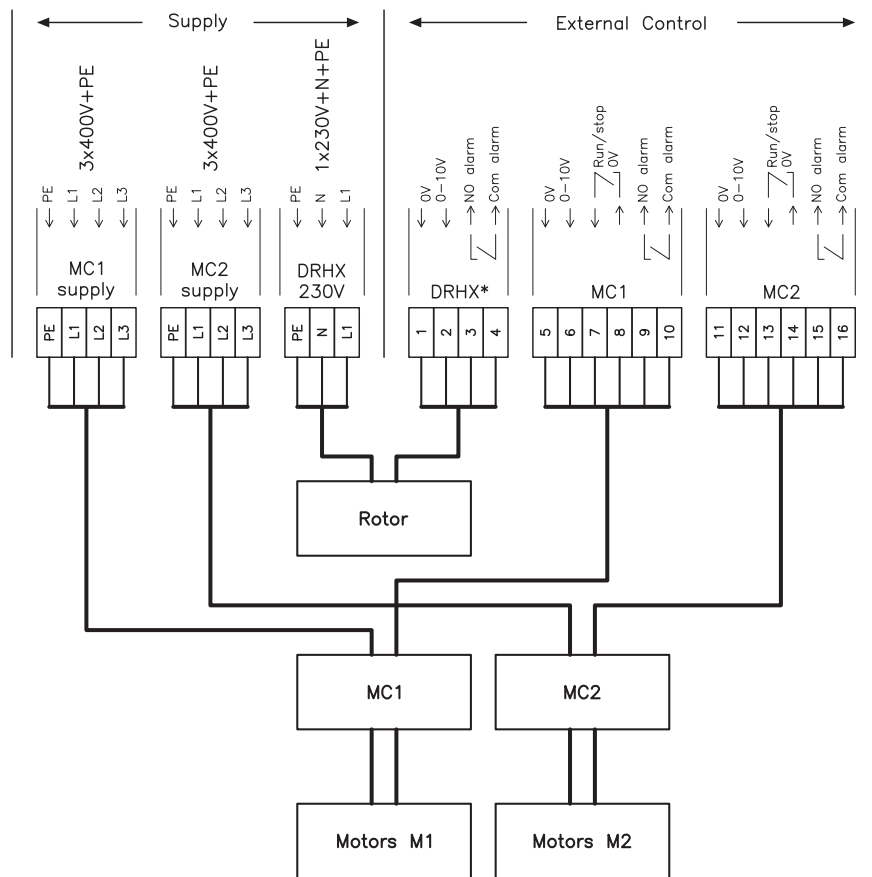 Supply
External Control
3x400V+PE
3x400V+PE
1x230V+N+PE
PE
L1
L2
L3
PE
L1
L2
L3
PE
N
L1
0V
0-10V
NO alarm
Com alarm
0V
0-10V
Run/stop
0V
NO alarm
Com alarm
0V
0-10V
Run/stop
0V
NO alarm
Com alarm
MC1
supply
MC2
supply
DRHX
230V
DRHX*
MC1
MC2
PE L1 L2 L3
PE L1 L2 L3
PE N L1
1 2 3 4
5 6 7 8 9 10
11 12 13 14 15 16
Rotor
MC1
MC2
Motors M1
Motors M2